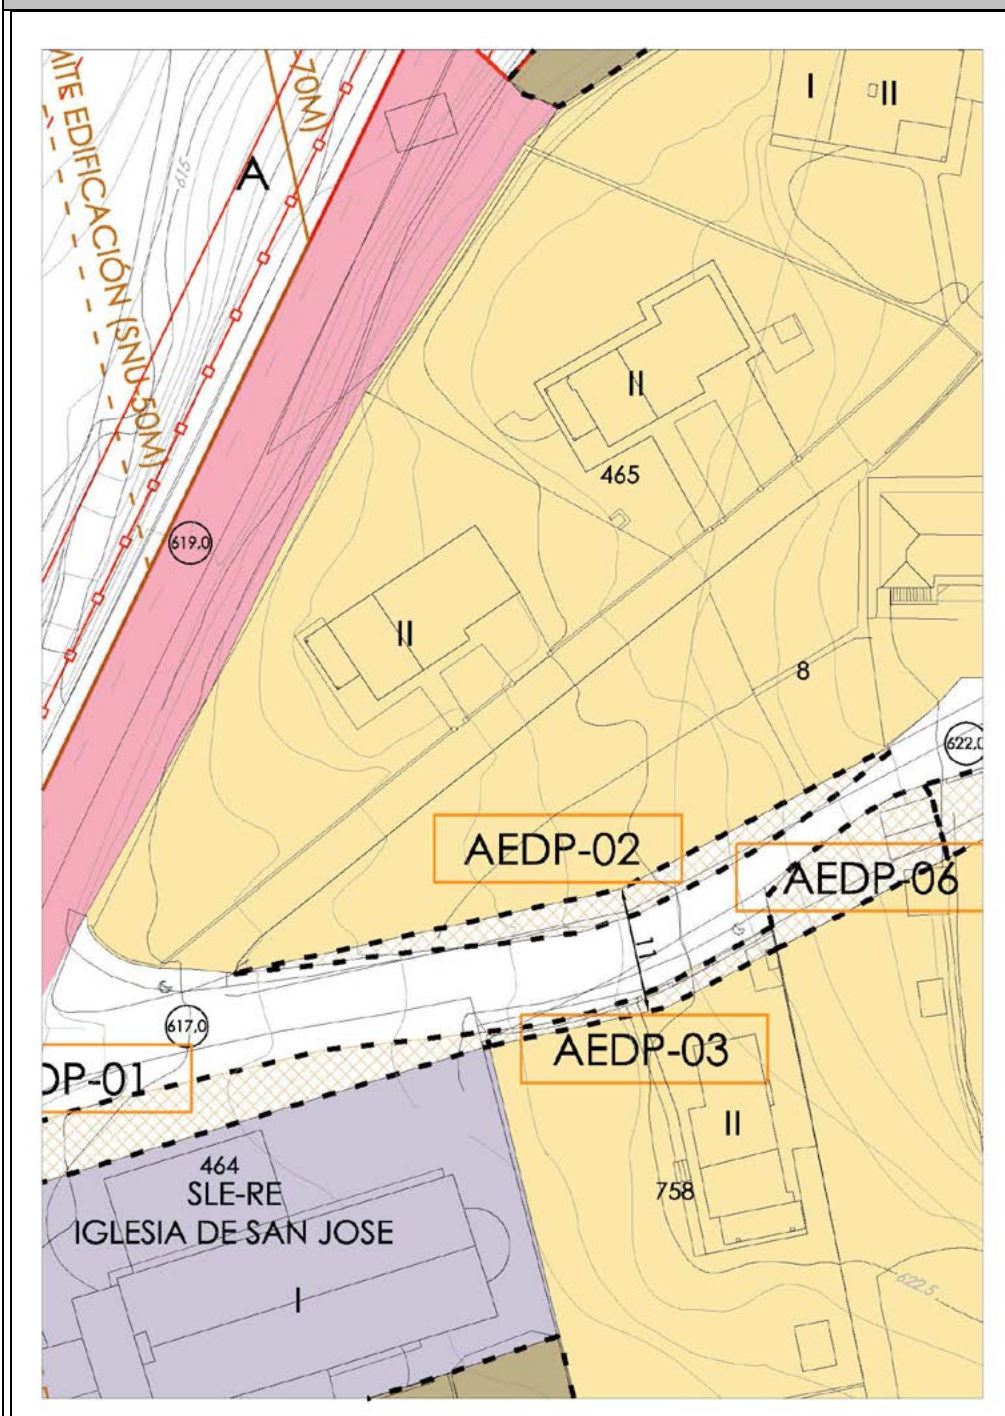 70M)
MITE EDIFICACIÓN (SNU-50M)
615
A
I
II
II
465
619,0
II
8
622,0
AEDP-02
AEDP-06
11
617,0
DP-01
AEDP-03
464
SLE-RE
IGLESIA DE SAN JOSE
I
II
758
622.5